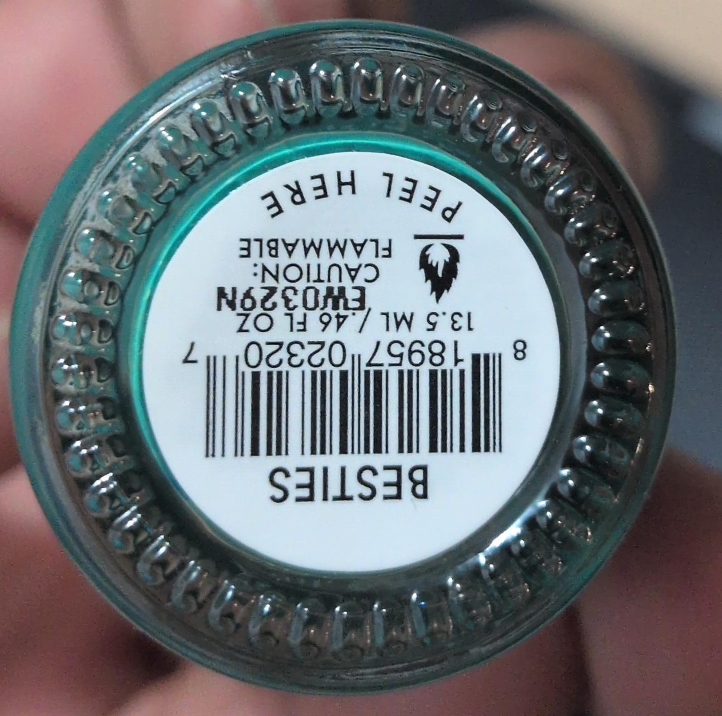 BESTIES
8 18957 02320 7
13.5 ML / .46 FL OZ
EW0329N
CAUTION:
FLAMMABLE
PEEL HERE